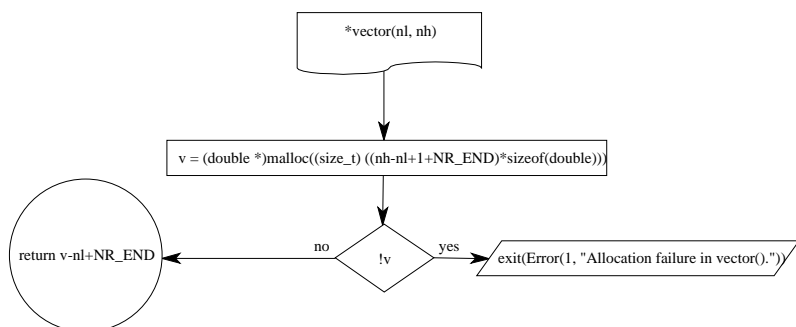 *vector(nl, nh)
v = (double *)malloc((size_t) ((nh-nl+1+NR_END)*sizeof(double)))
return v-nl+NR_END
no
!v
yes
exit(Error(1, "Allocation failure in vector()."))